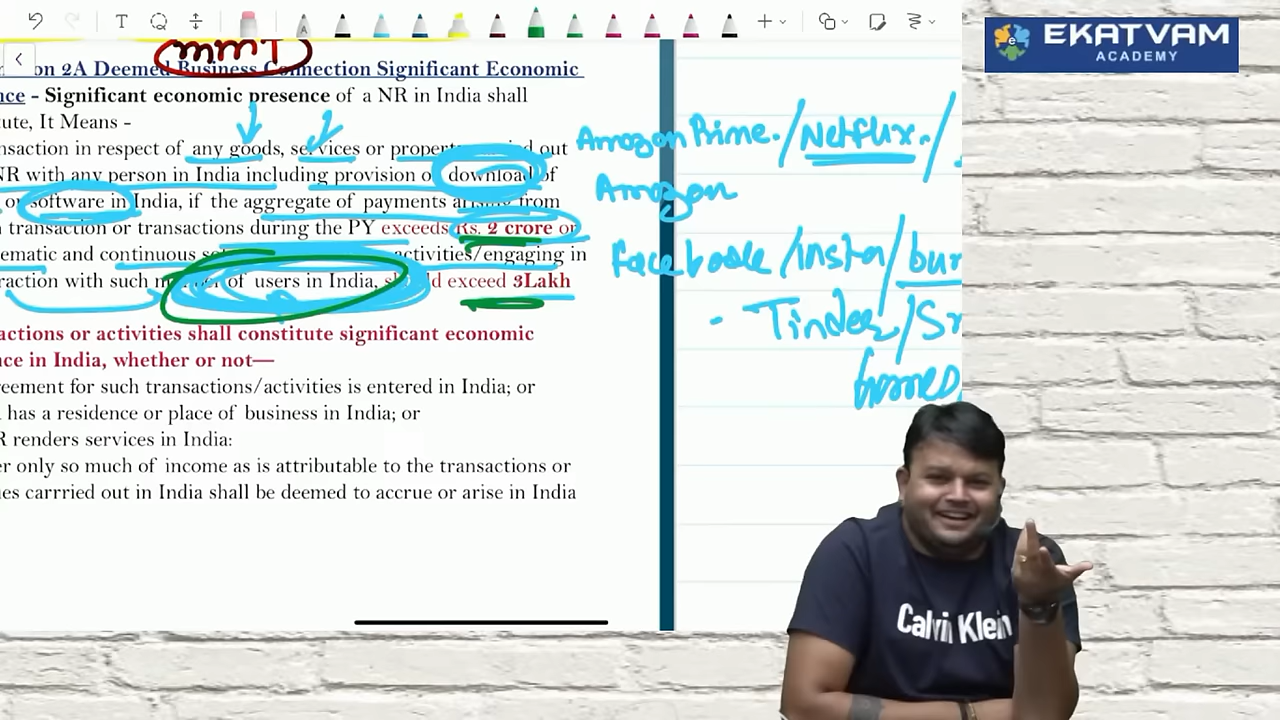 EKATVAM
ACADEMY
mmT
on 2A Deemed Business Connection Significant Economic
nce - Significant economic presence of a NR in India shall
tute, It Means -
nsaction in respect of any goods, services or property carried out
NR with any person in India including provision of download of
or software in India, if the aggregate of payments arising from
transaction or transactions during the PY exceeds Rs. 2 crore or
ematic and continuous activities/engaging in
raction with such number of users in India, should exceed 3Lakh
actions or activities shall constitute significant economic
nce in India, whether or not—
reement for such transactions/activities is entered in India; or
has a residence or place of business in India; or
R renders services in India:
er only so much of income as is attributable to the transactions or
ies carrried out in India shall be deemed to accrue or arise in India
Amazon Prime. / Netflux. /
Amazon
facebook / insta /
- Tinder /
Calvin Klein